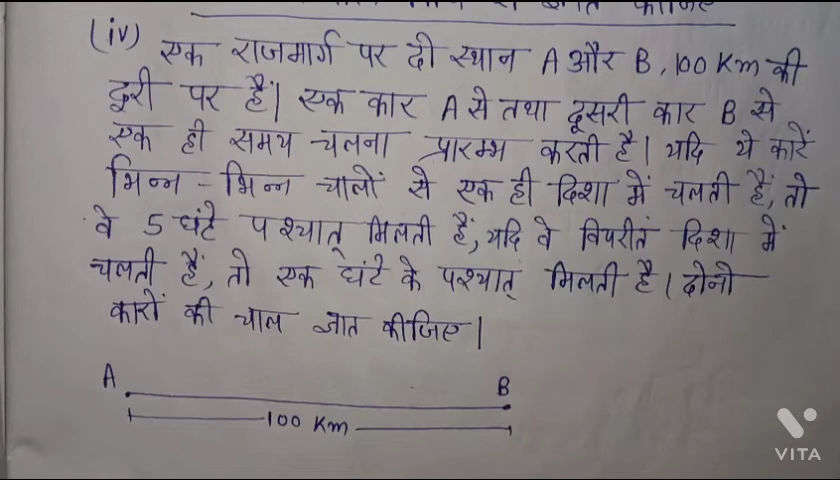 (iv) एक राजमार्ग पर दो स्थान A और B, 100 Km की
दूरी पर हैं। एक कार A से तथा दूसरी कार B से
एक ही समय चलना प्रारम्भ करती है। यदि ये कारें
भिन्न - भिन्न चालों से एक ही दिशा में चलती हैं, तो
वे 5 घंटे पश्चात् मिलती हैं, यदि वे विपरीत दिशा में
चलती हैं, तो एक घंटे के पश्चात् मिलती है। दोनो
कारों की चाल ज्ञात कीजिए।
A B
100 Km
VITA